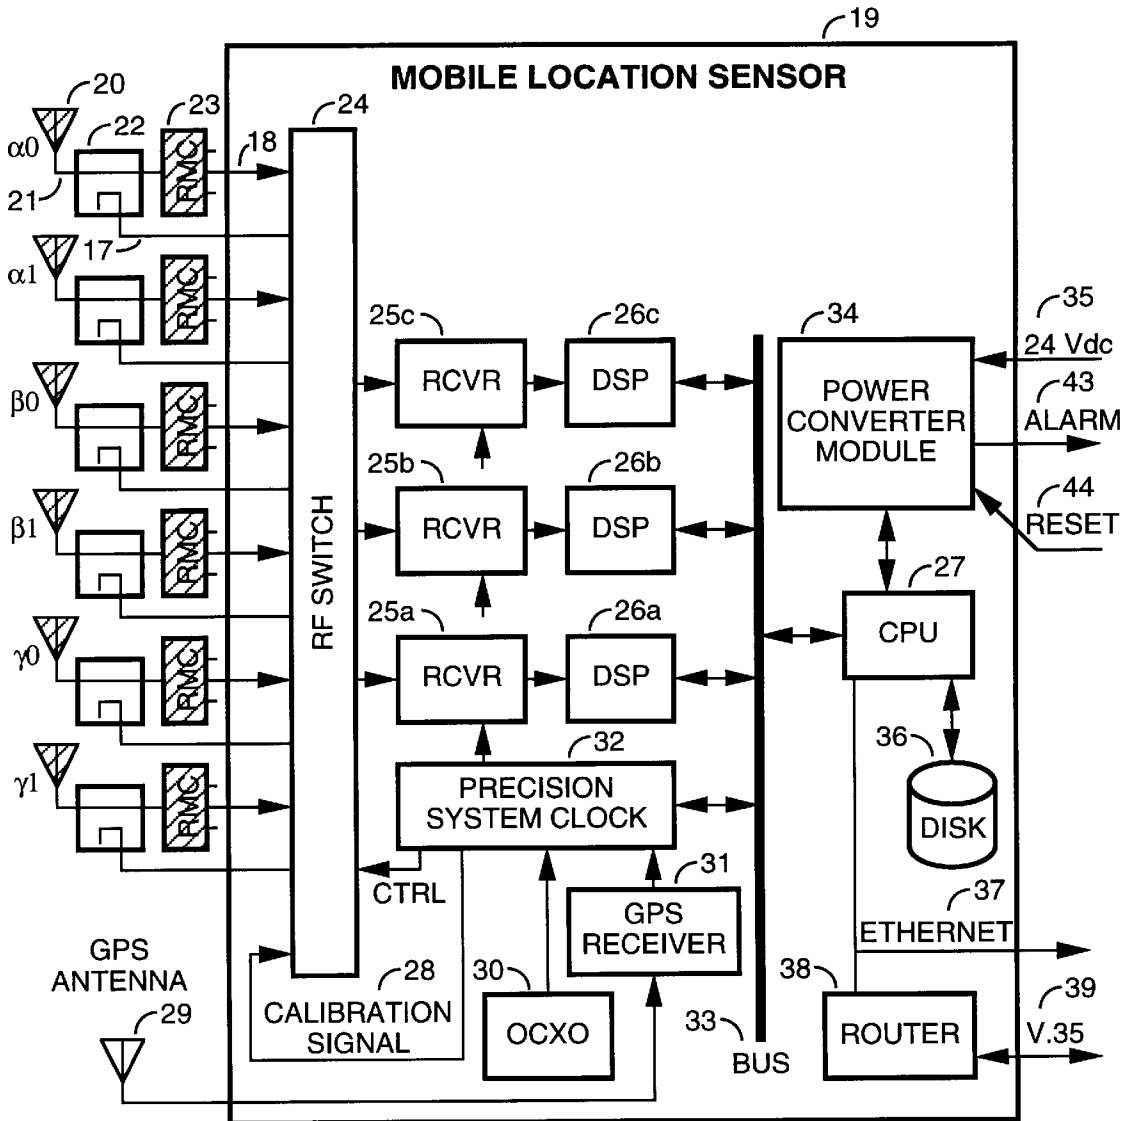 19
MOBILE LOCATION SENSOR
20
23
24
22
18
α0
RMC
21
17
α1
RMC
35
25c
26c
34
24 Vdc
RCVR
DSP
POWER
CONVERTER
MODULE
43
ALARM
β0
RMC
25b
26b
44
RESET
β1
RMC
RCVR
DSP
RF SWITCH
27
25a
26a
CPU
γ0
RMC
RCVR
DSP
32
36
γ1
RMC
PRECISION
SYSTEM CLOCK
DISK
31
CTRL
37
GPS
RECEIVER
ETHERNET
GPS
ANTENNA
28
30
38
39
29
CALIBRATION
SIGNAL
OCXO
33
BUS
ROUTER
V.35